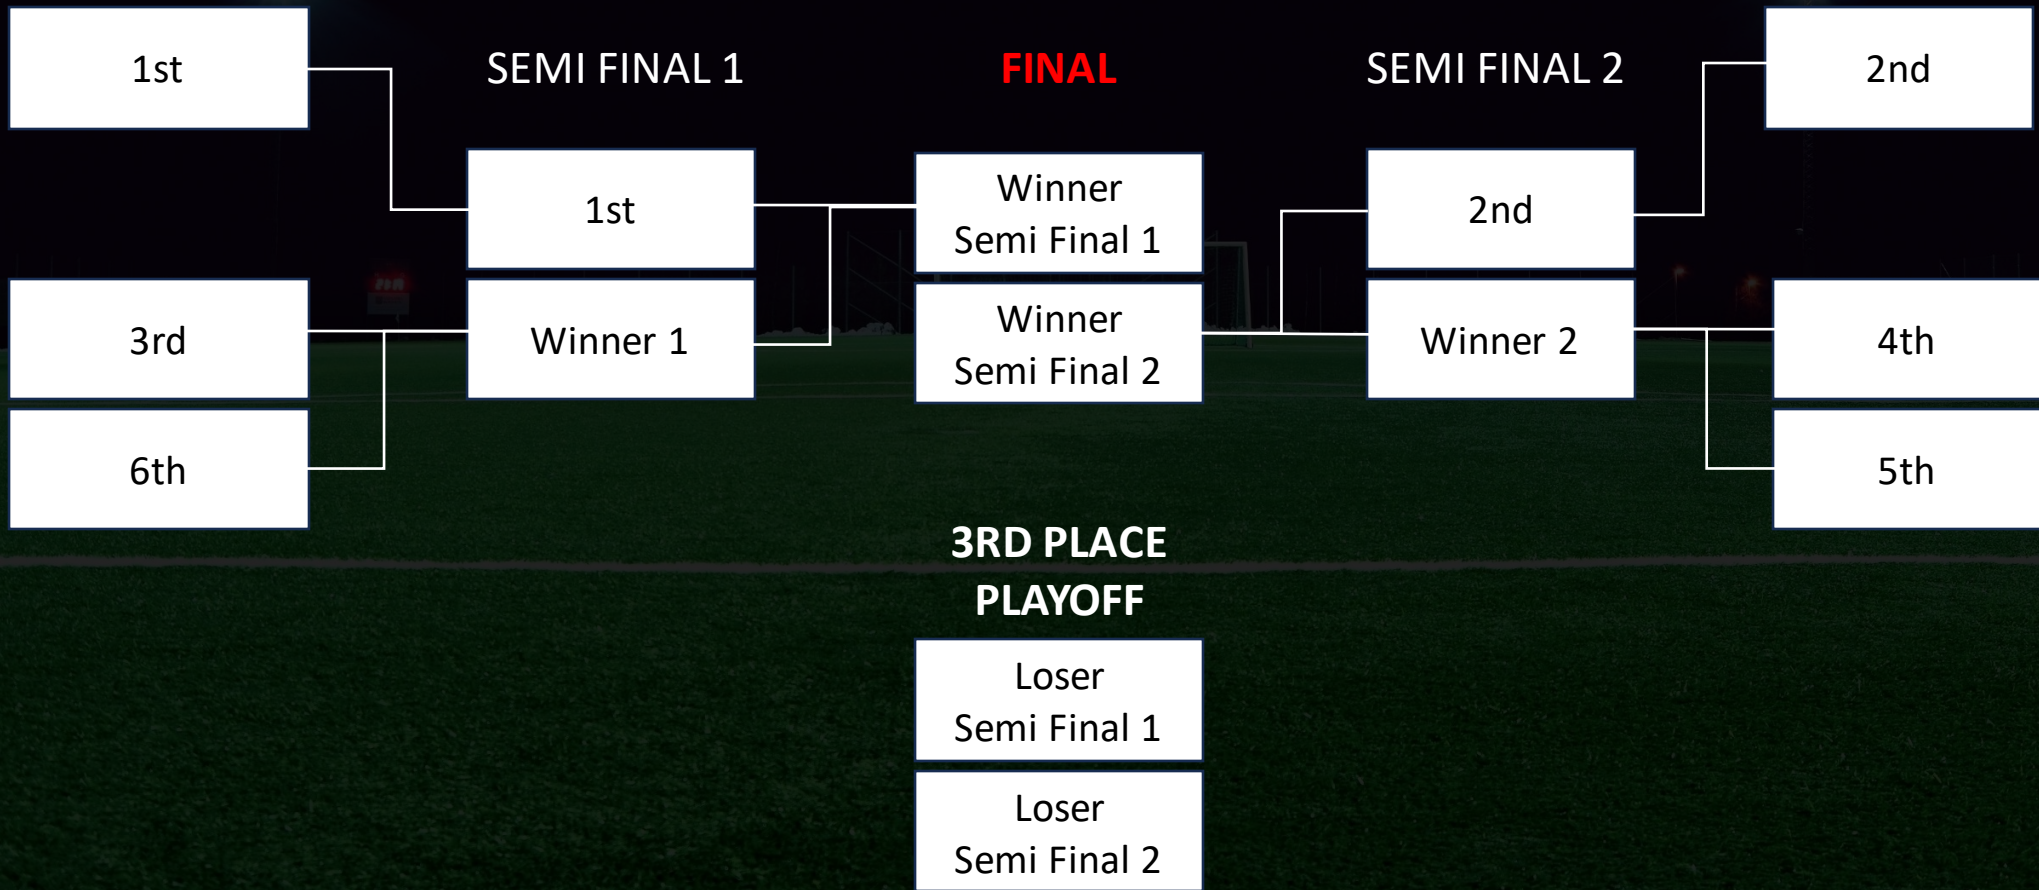 1st
SEMI FINAL 1
FINAL
SEMI FINAL 2
2nd
1st
Winner
Semi Final 1
2nd
3rd
Winner 1
Winner
Semi Final 2
Winner 2
4th
6th
5th
3RD PLACE
PLAYOFF
Loser
Semi Final 1
Loser
Semi Final 2